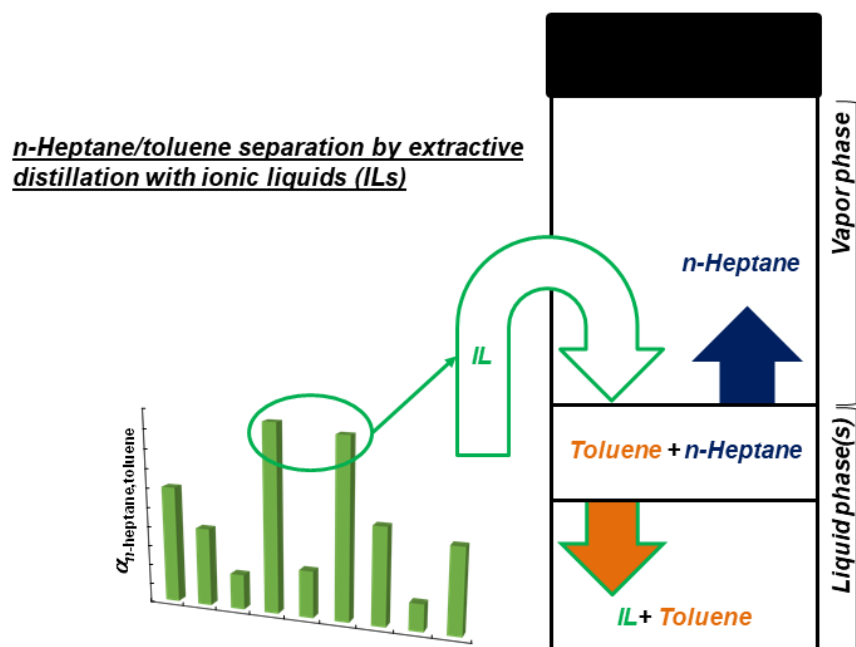 n-Heptane/toluene separation by extractive
distillation with ionic liquids (ILs)
Vapor phase
n-Heptane
IL
Toluene + n-Heptane
Liquid phase(s)
αn-heptane,toluene
IL+ Toluene